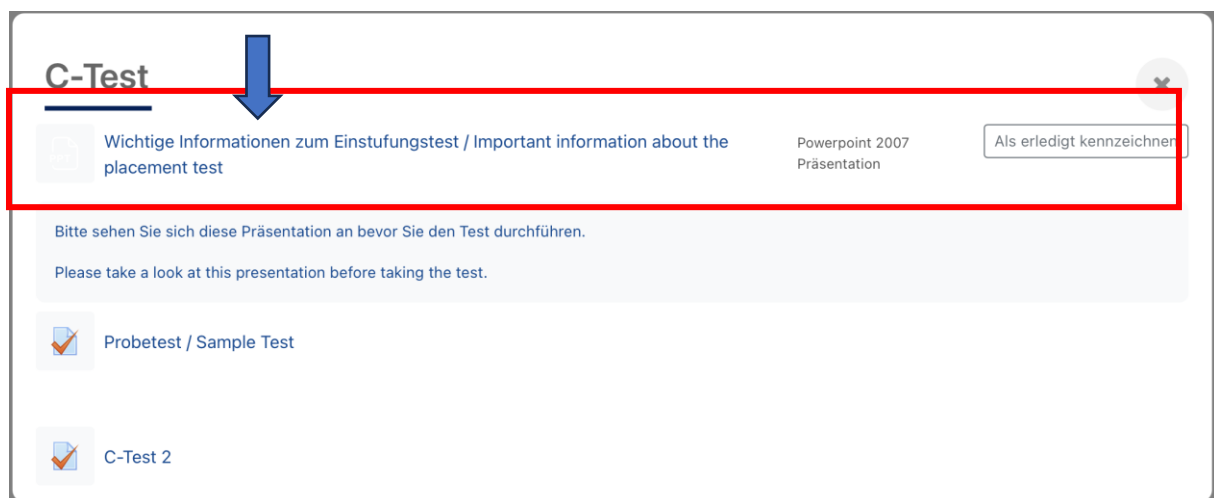 C-Test
Wichtige Informationen zum Einstufungstest / Important information about the
placement test
Powerpoint 2007
Präsentation
Als erledigt kennzeichnen
Bitte sehen Sie sich diese Präsentation an bevor Sie den Test durchführen.
Please take a look at this presentation before taking the test.
Probetest / Sample Test
C-Test 2